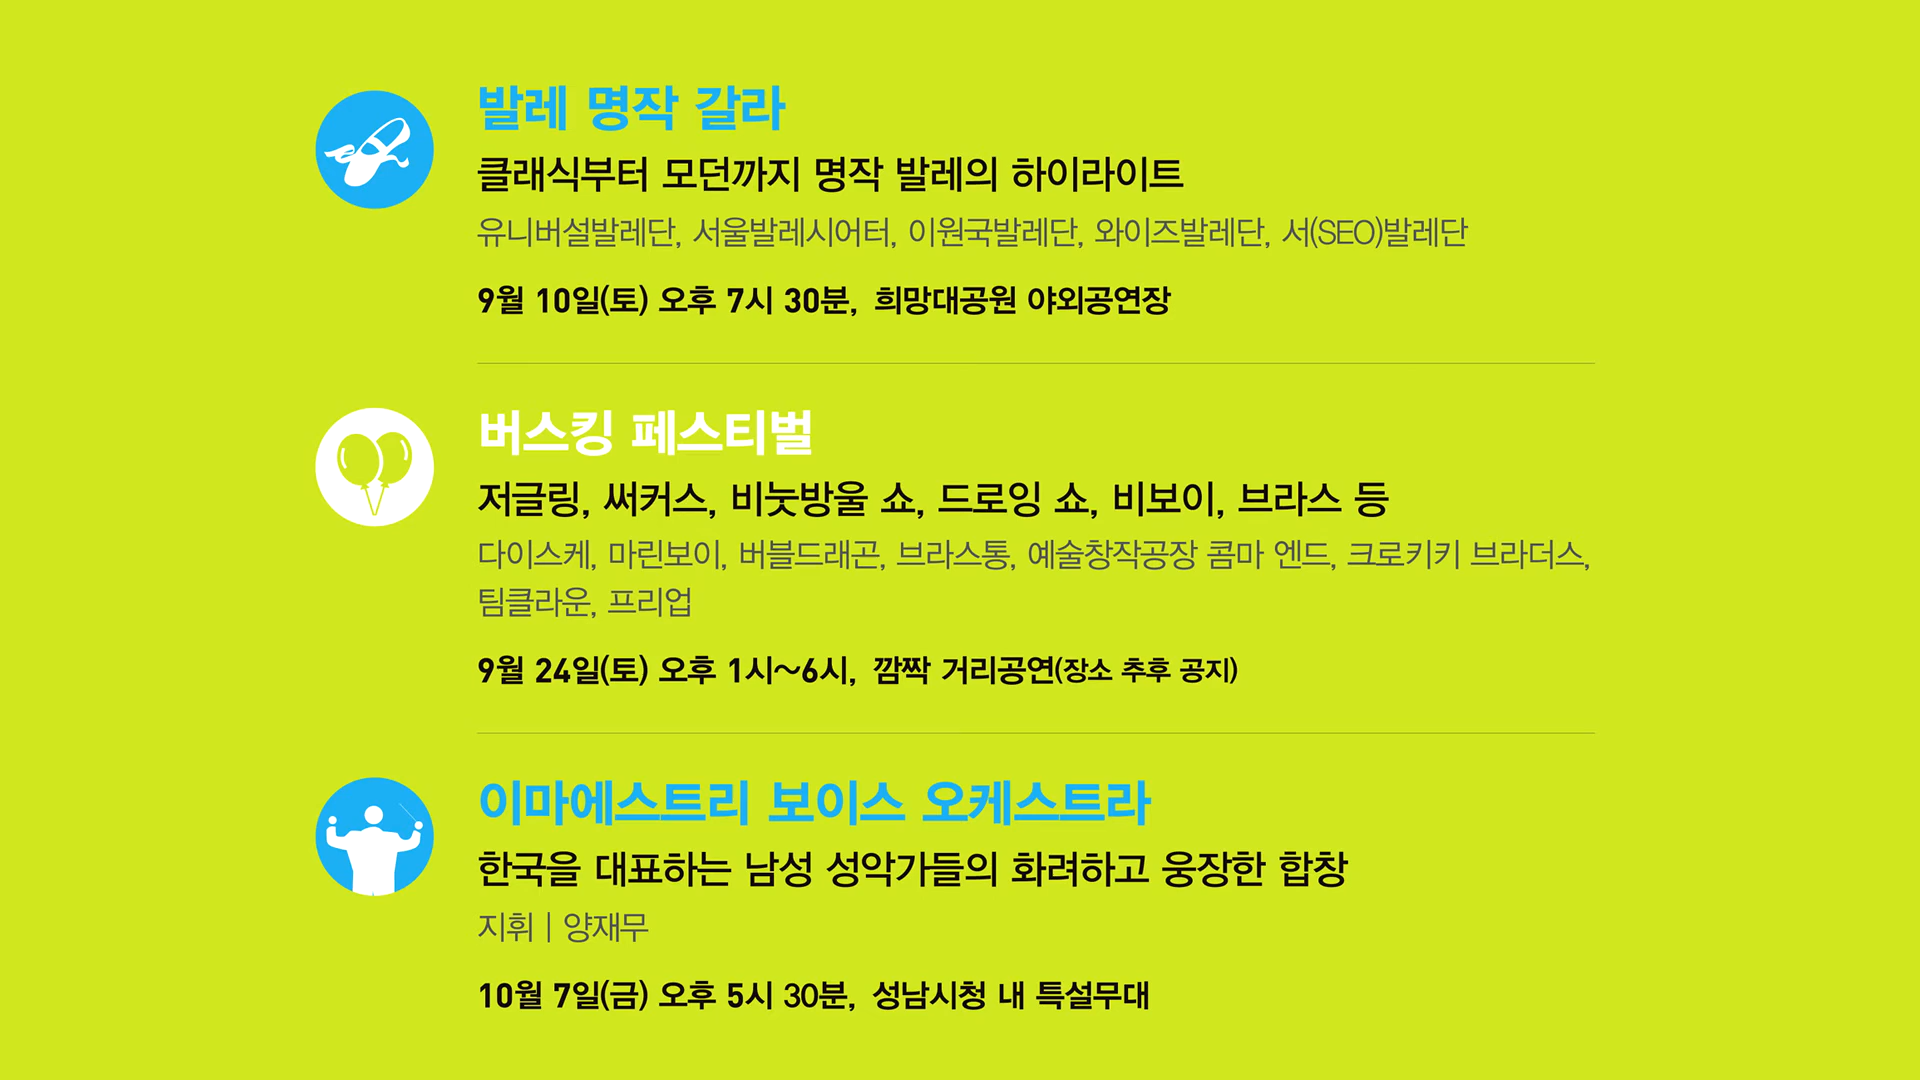 발레 명작 갈라
클래식부터 모던까지 명작 발레의 하이라이트
유니버설발레단, 서울발레시어터, 이원국발레단, 와이즈발레단, 서(SEO)발레단
9월 10일(토) 오후 7시 30분, 희망대공원 야외공연장
버스킹 페스티벌
저글링, 써커스, 비눗방울 쇼, 드로잉 쇼, 비보이, 브라스 등
다이스케, 마린보이, 버블드래곤, 브라스통, 예술창작공장 콤마 엔드, 크로키키 브라더스,
팀클라운, 프리업
9월 24일(토) 오후 1시~6시, 깜짝 거리공연(장소 추후 공지)
이마에스트리 보이스 오케스트라
한국을 대표하는 남성 성악가들의 화려하고 웅장한 합창
지휘 | 양재무
10월 7일(금) 오후 5시 30분, 성남시청 내 특설무대